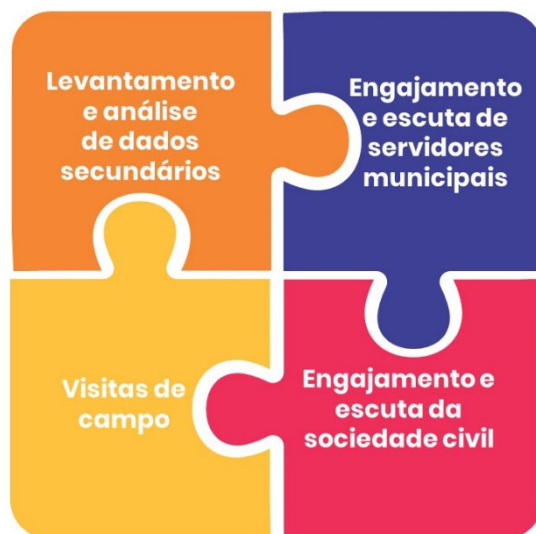 Levantamento
e análise
de dados
secundários
Engajamento
e escuta de
servidores
municipais
Visitas de
campo
Engajamento e
escuta da
sociedade civil